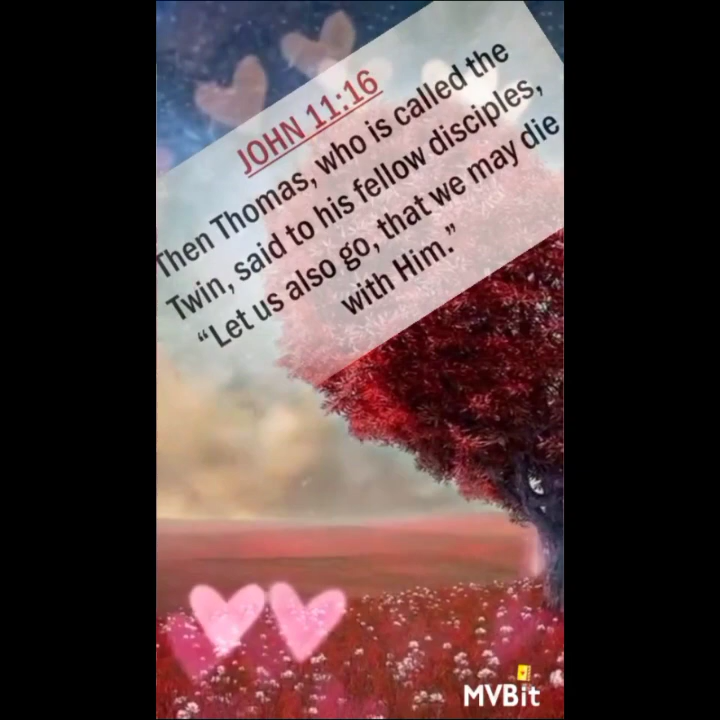 JOHN 11:16
Then Thomas, who is called the
Twin, said to his fellow disciples,
“Let us also go, that we may die
with Him.”
MVBit